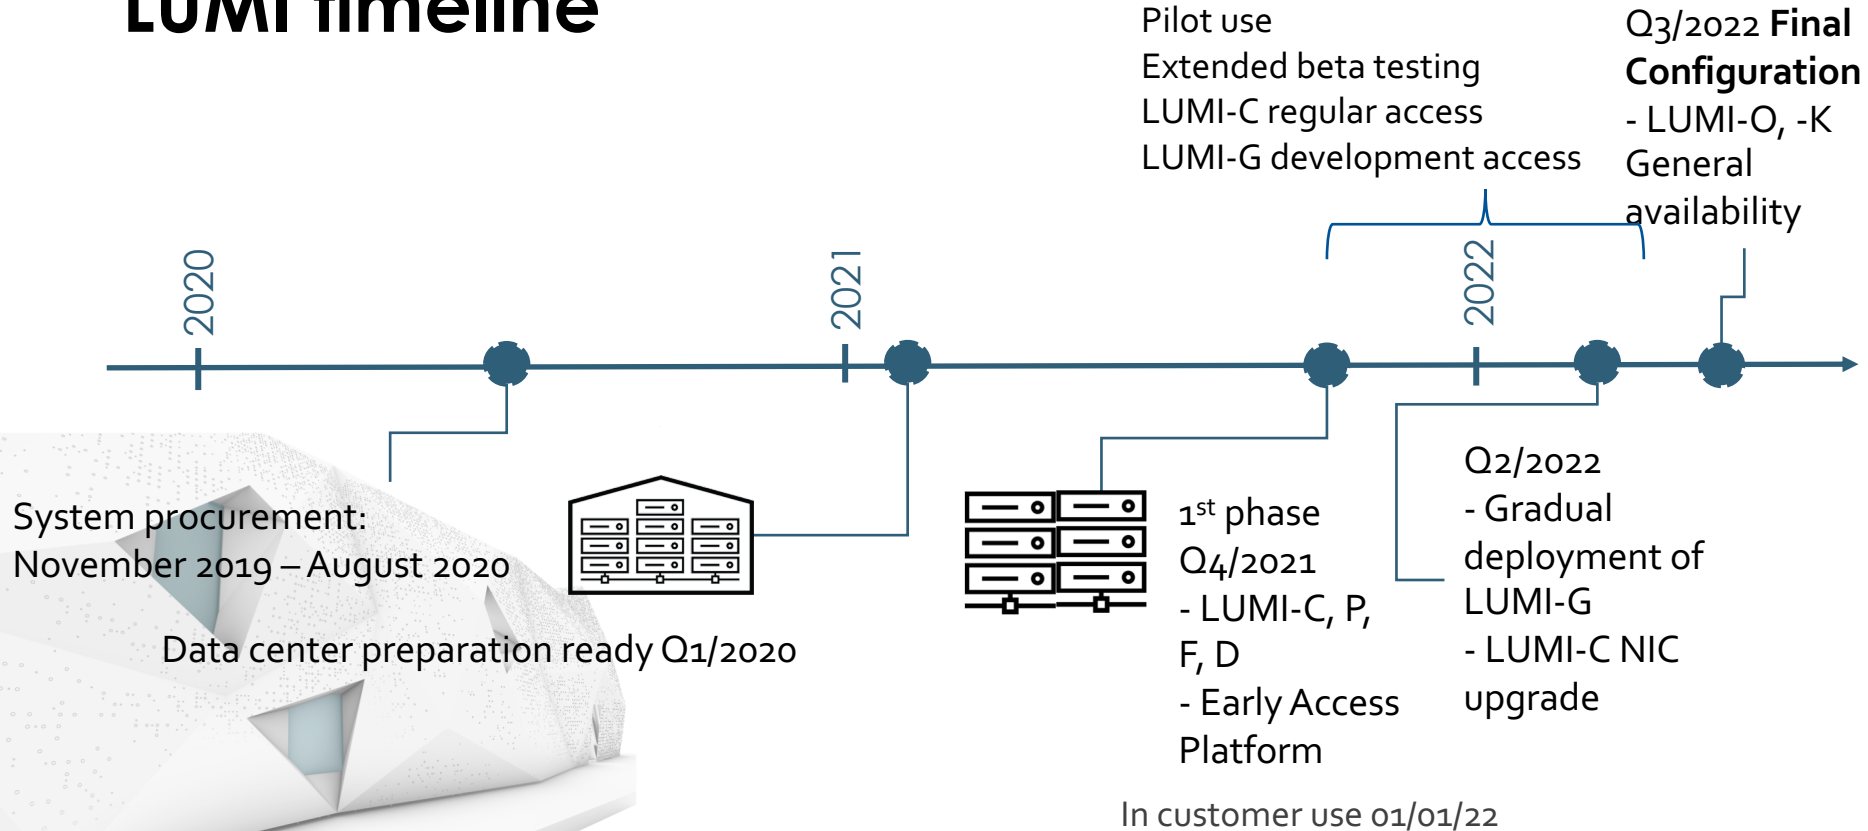 LUMI timeline
Pilot use
Extended beta testing
LUMI-C regular access
LUMI-G development access
Q3/2022 Final
Configuration
- LUMI-O, -K
General
availability
2020
2021
2022
System procurement:
November 2019 – August 2020
Data center preparation ready Q1/2020
1st phase
Q4/2021
- LUMI-C, P,
F, D
- Early Access
Platform
In customer use 01/01/22
Q2/2022
- Gradual
deployment of
LUMI-G
- LUMI-C NIC
upgrade